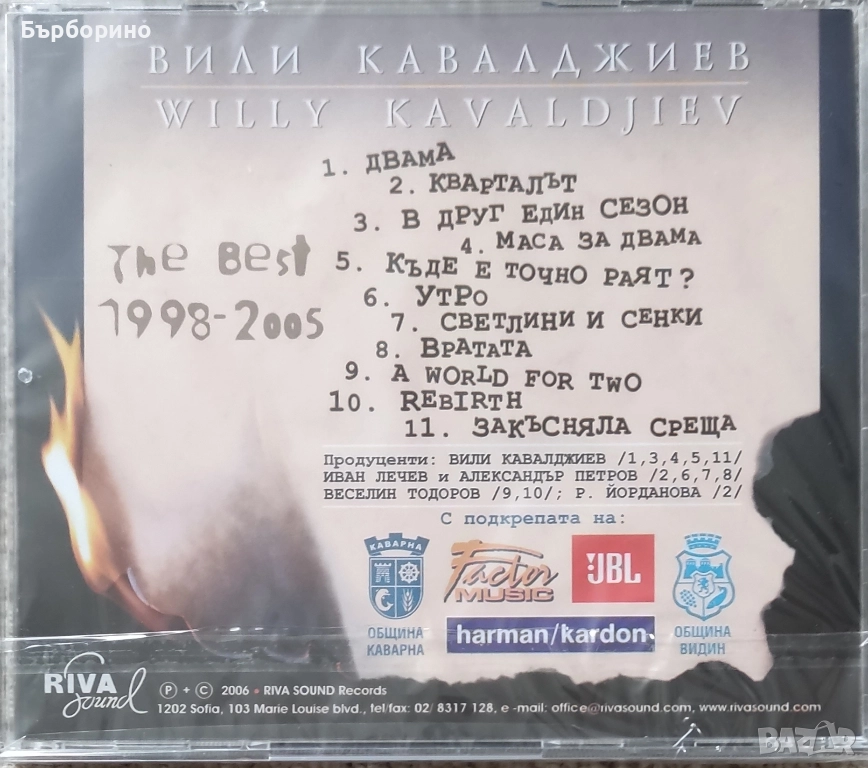 Бърборино
ВИЛИ КАВАЛДЖИЕВ
WILLY KAVALDJIEV
The Best
1998-2005
1. ДВАМА
2. КВАРТАЛЪТ
3. В ДРУГ ЕДИН СЕЗОН
4. МАСА ЗА ДВАМА
5. КЪДЕ Е ТОЧНО РАЯТ?
6. УТРО
7. СВЕТЛИНИ И СЕНКИ
8. ВРАТАТА
9. A WORLD FOR TWO
10. REBIRTH
11. ЗАКЪСНЯЛА СРЕЩА
Продуценти: ВИЛИ КАВАЛДЖИЕВ /1,3,4,5,11/
ИВАН ЛЕЧЕВ и АЛЕКСАНДЪР ПЕТРОВ /2,6,7,8/
ВЕСЕЛИН ТОДОРОВ /9,10/; Р. ЙОРДАНОВА /2/
С подкрепата на:
КАВАРНА
ОБЩИНА
КАВАРНА
Factor
MUSIC
JBL
harman/kardon
ОБЩИНА
ВИДИН
RIVA
Sound
P + C 2006 • RIVA SOUND Records
1202 Sofia, 103 Marie Louise blvd., tel/fax: 02/ 8317 128, e-mail: office@rivasound.com, www.rivasound.com
BAZAR